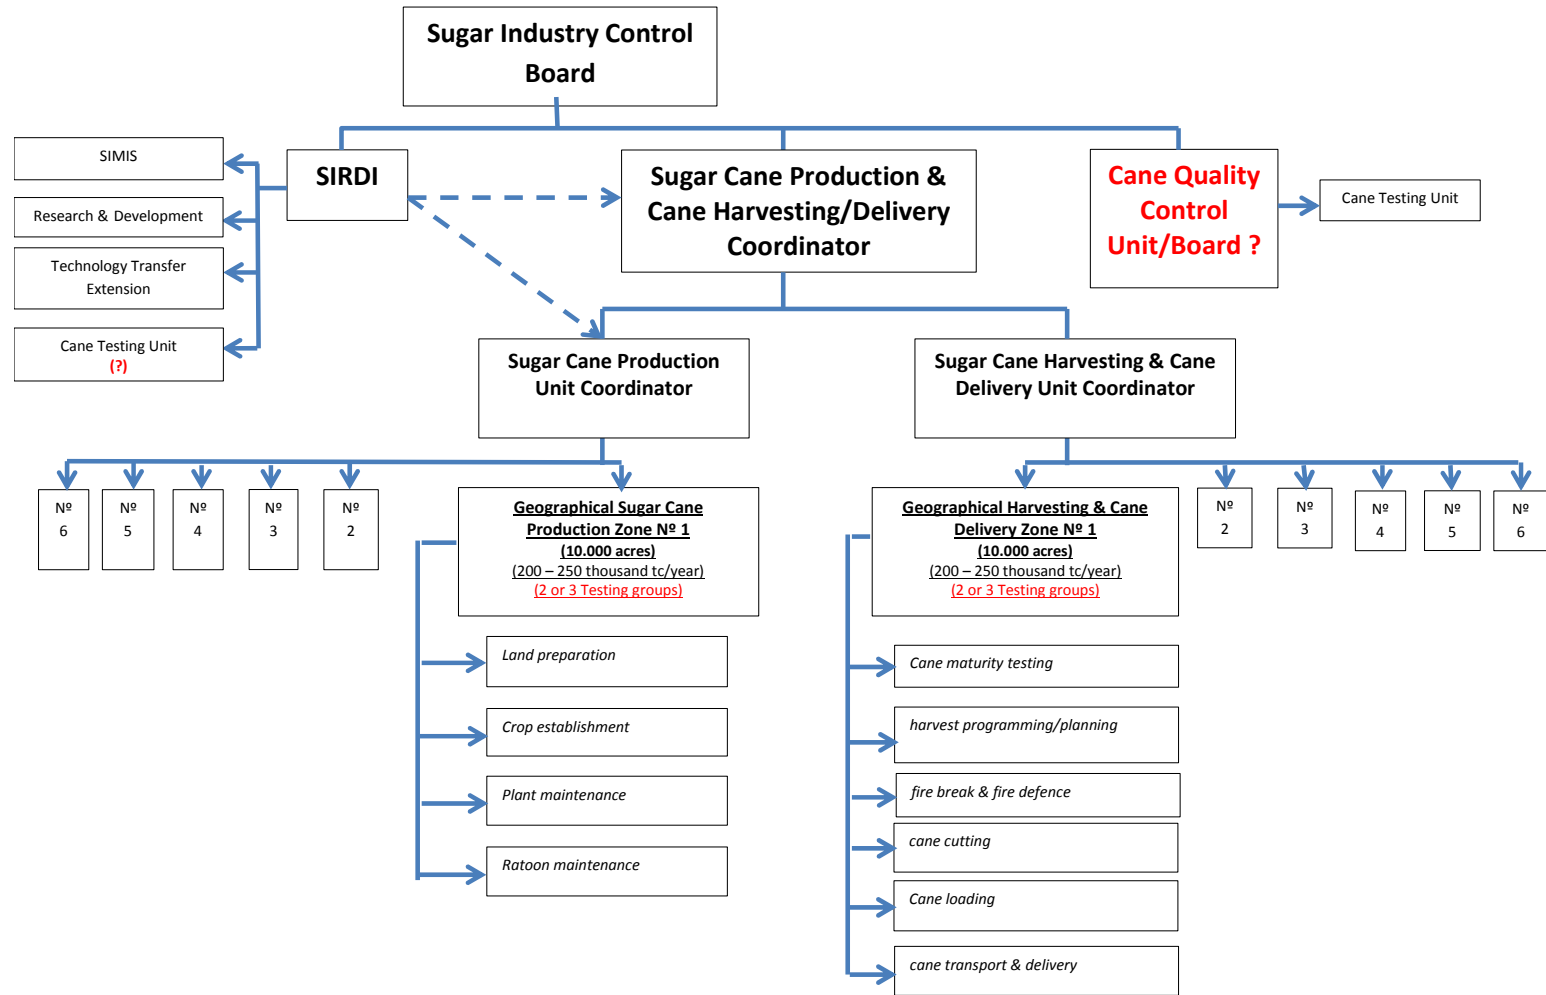 Sugar Industry Control
Board
SIMIS
Research & Development
Technology Transfer
Extension
Cane Testing Unit
(?)
SIRDI
Sugar Cane Production &
Cane Harvesting/Delivery
Coordinator
Cane Quality
Control
Unit/Board ?
Cane Testing Unit
Sugar Cane Production
Unit Coordinator
Sugar Cane Harvesting & Cane
Delivery Unit Coordinator
Nº
6
Nº
5
Nº
4
Nº
3
Nº
2
Geographical Sugar Cane
Production Zone Nº 1
(10.000 acres)
(200 – 250 thousand tc/year)
(2 or 3 Testing groups)
Geographical Harvesting & Cane
Delivery Zone Nº 1
(10.000 acres)
(200 – 250 thousand tc/year)
(2 or 3 Testing groups)
Nº
2
Nº
3
Nº
4
Nº
5
Nº
6
Land preparation
Crop establishment
Plant maintenance
Ratoon maintenance
Cane maturity testing
harvest programming/planning
fire break & fire defence
cane cutting
Cane loading
cane transport & delivery